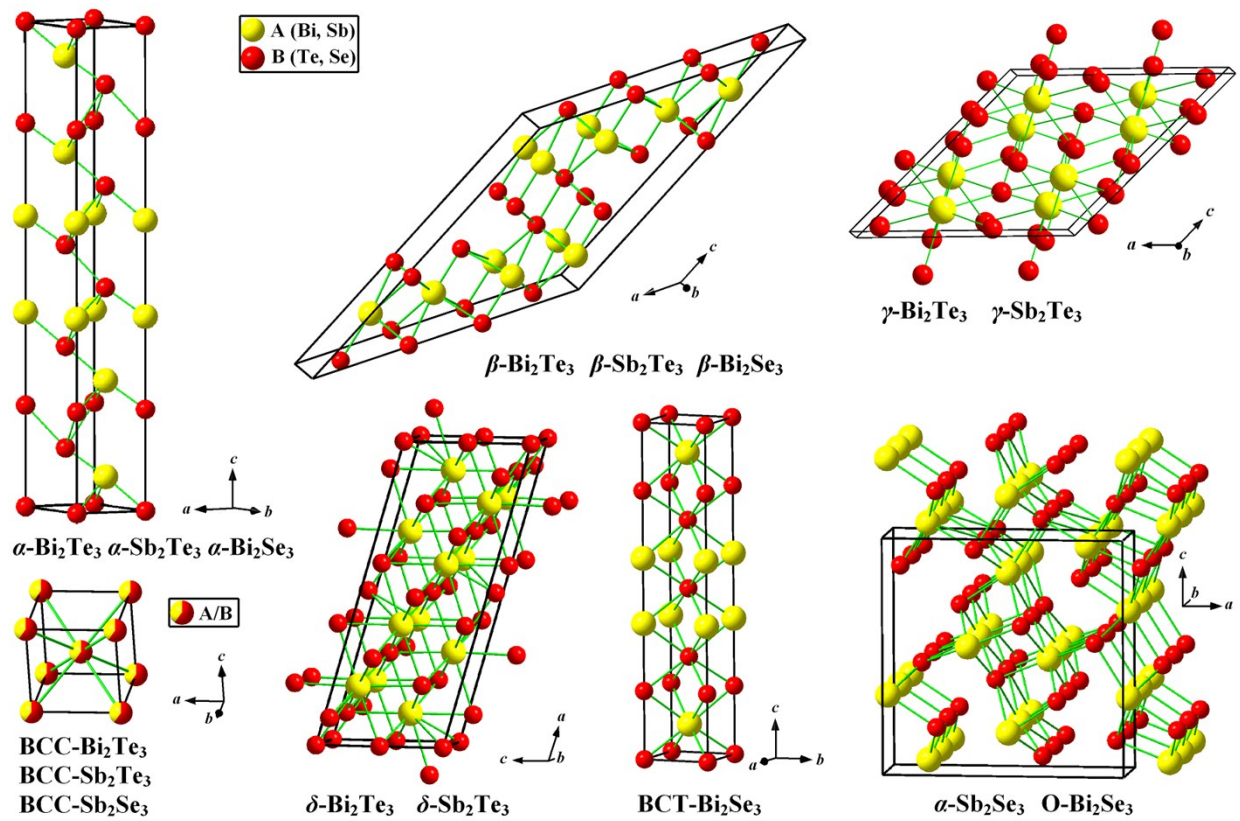 A (Bi, Sb)
B (Te, Se)
c
a
b
α-Bi₂Te₃ α-Sb₂Te₃ α-Bi₂Se₃
c
a
b
β-Bi₂Te₃ β-Sb₂Te₃ β-Bi₂Se₃
c
a
b
γ-Bi₂Te₃ γ-Sb₂Te₃
A/B
c
a
b
BCC-Bi₂Te₃
BCC-Sb₂Te₃
BCC-Sb₂Se₃
a
c
b
δ-Bi₂Te₃ δ-Sb₂Te₃
c
a
b
BCT-Bi₂Se₃
c
b
a
α-Sb₂Se₃ O-Bi₂Se₃